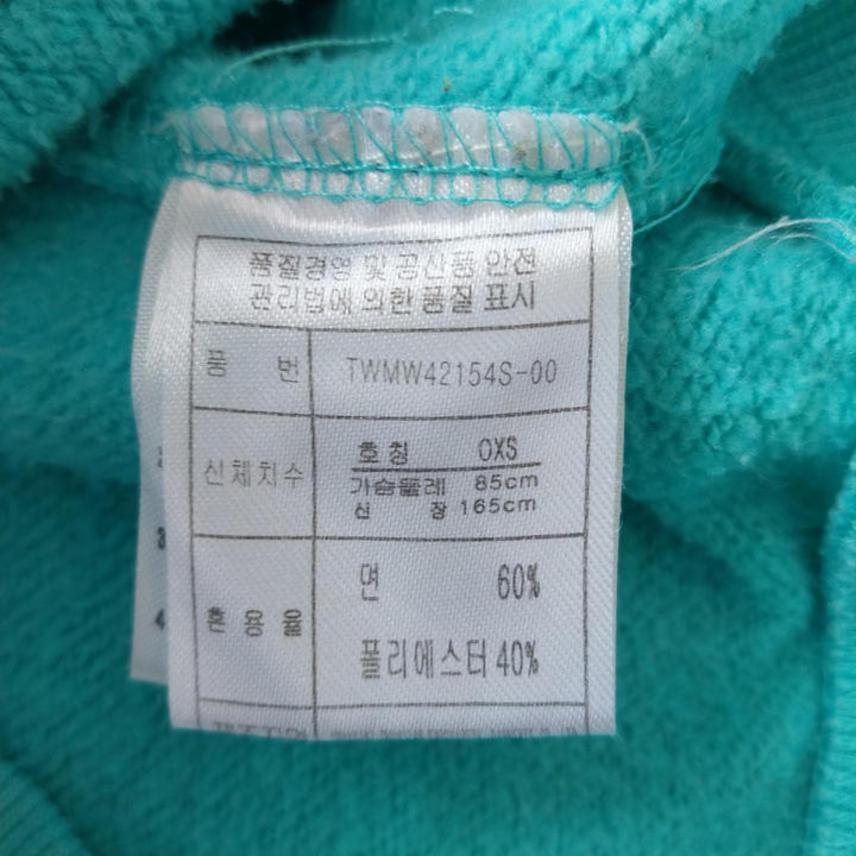 품질경영 및 공산품 안전
관리법에 의한 품질 표시
품 번 TWMW42154S-00
신체치수
호칭 OXS
가슴둘레 85cm
신 장 165cm
혼용율
면 60%
폴리에스터 40%
3
4